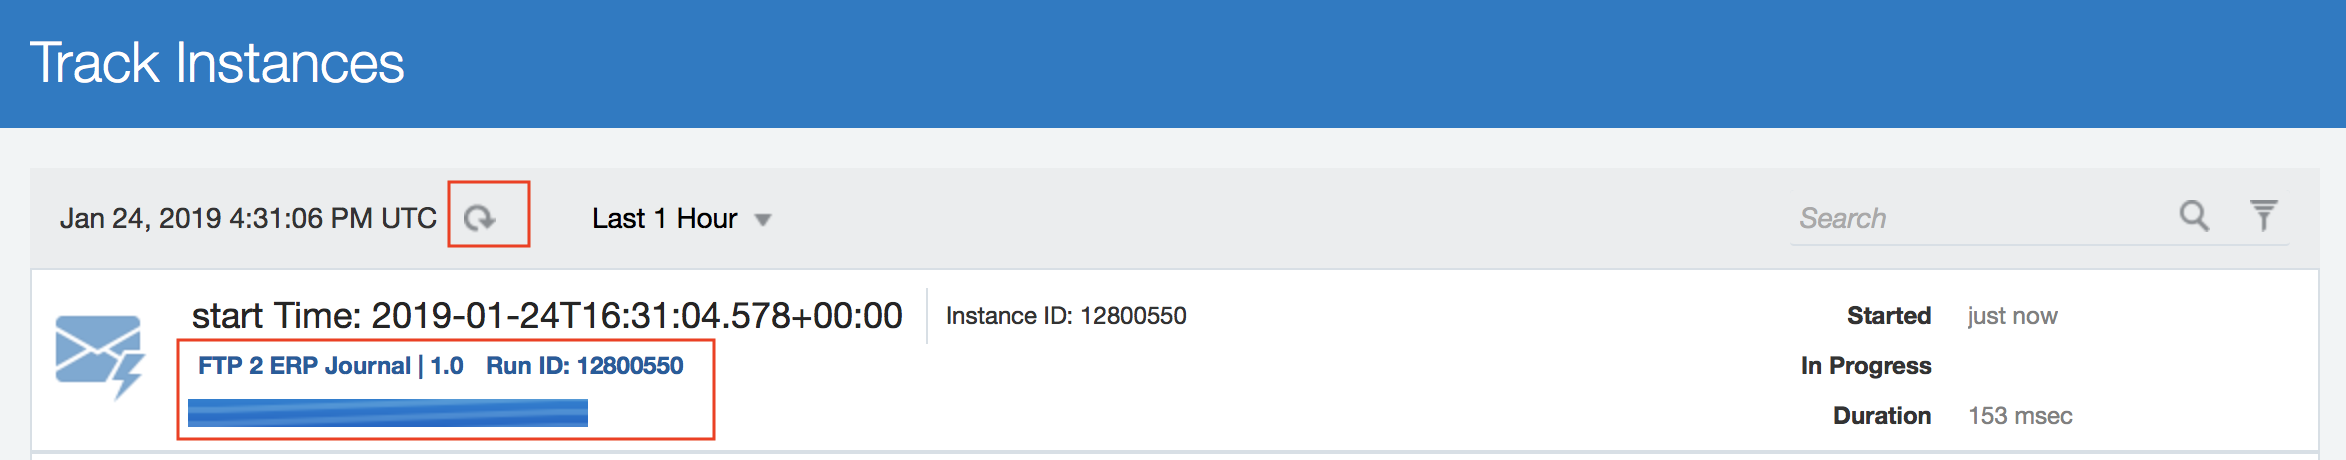 Track Instances
Jan 24, 2019 4:31:06 PM UTC Last 1 Hour Search
start Time: 2019-01-24T16:31:04.578+00:00 Instance ID: 12800550 Started just now
FTP 2 ERP Journal | 1.0 Run ID: 12800550 In Progress
Duration 153 msec